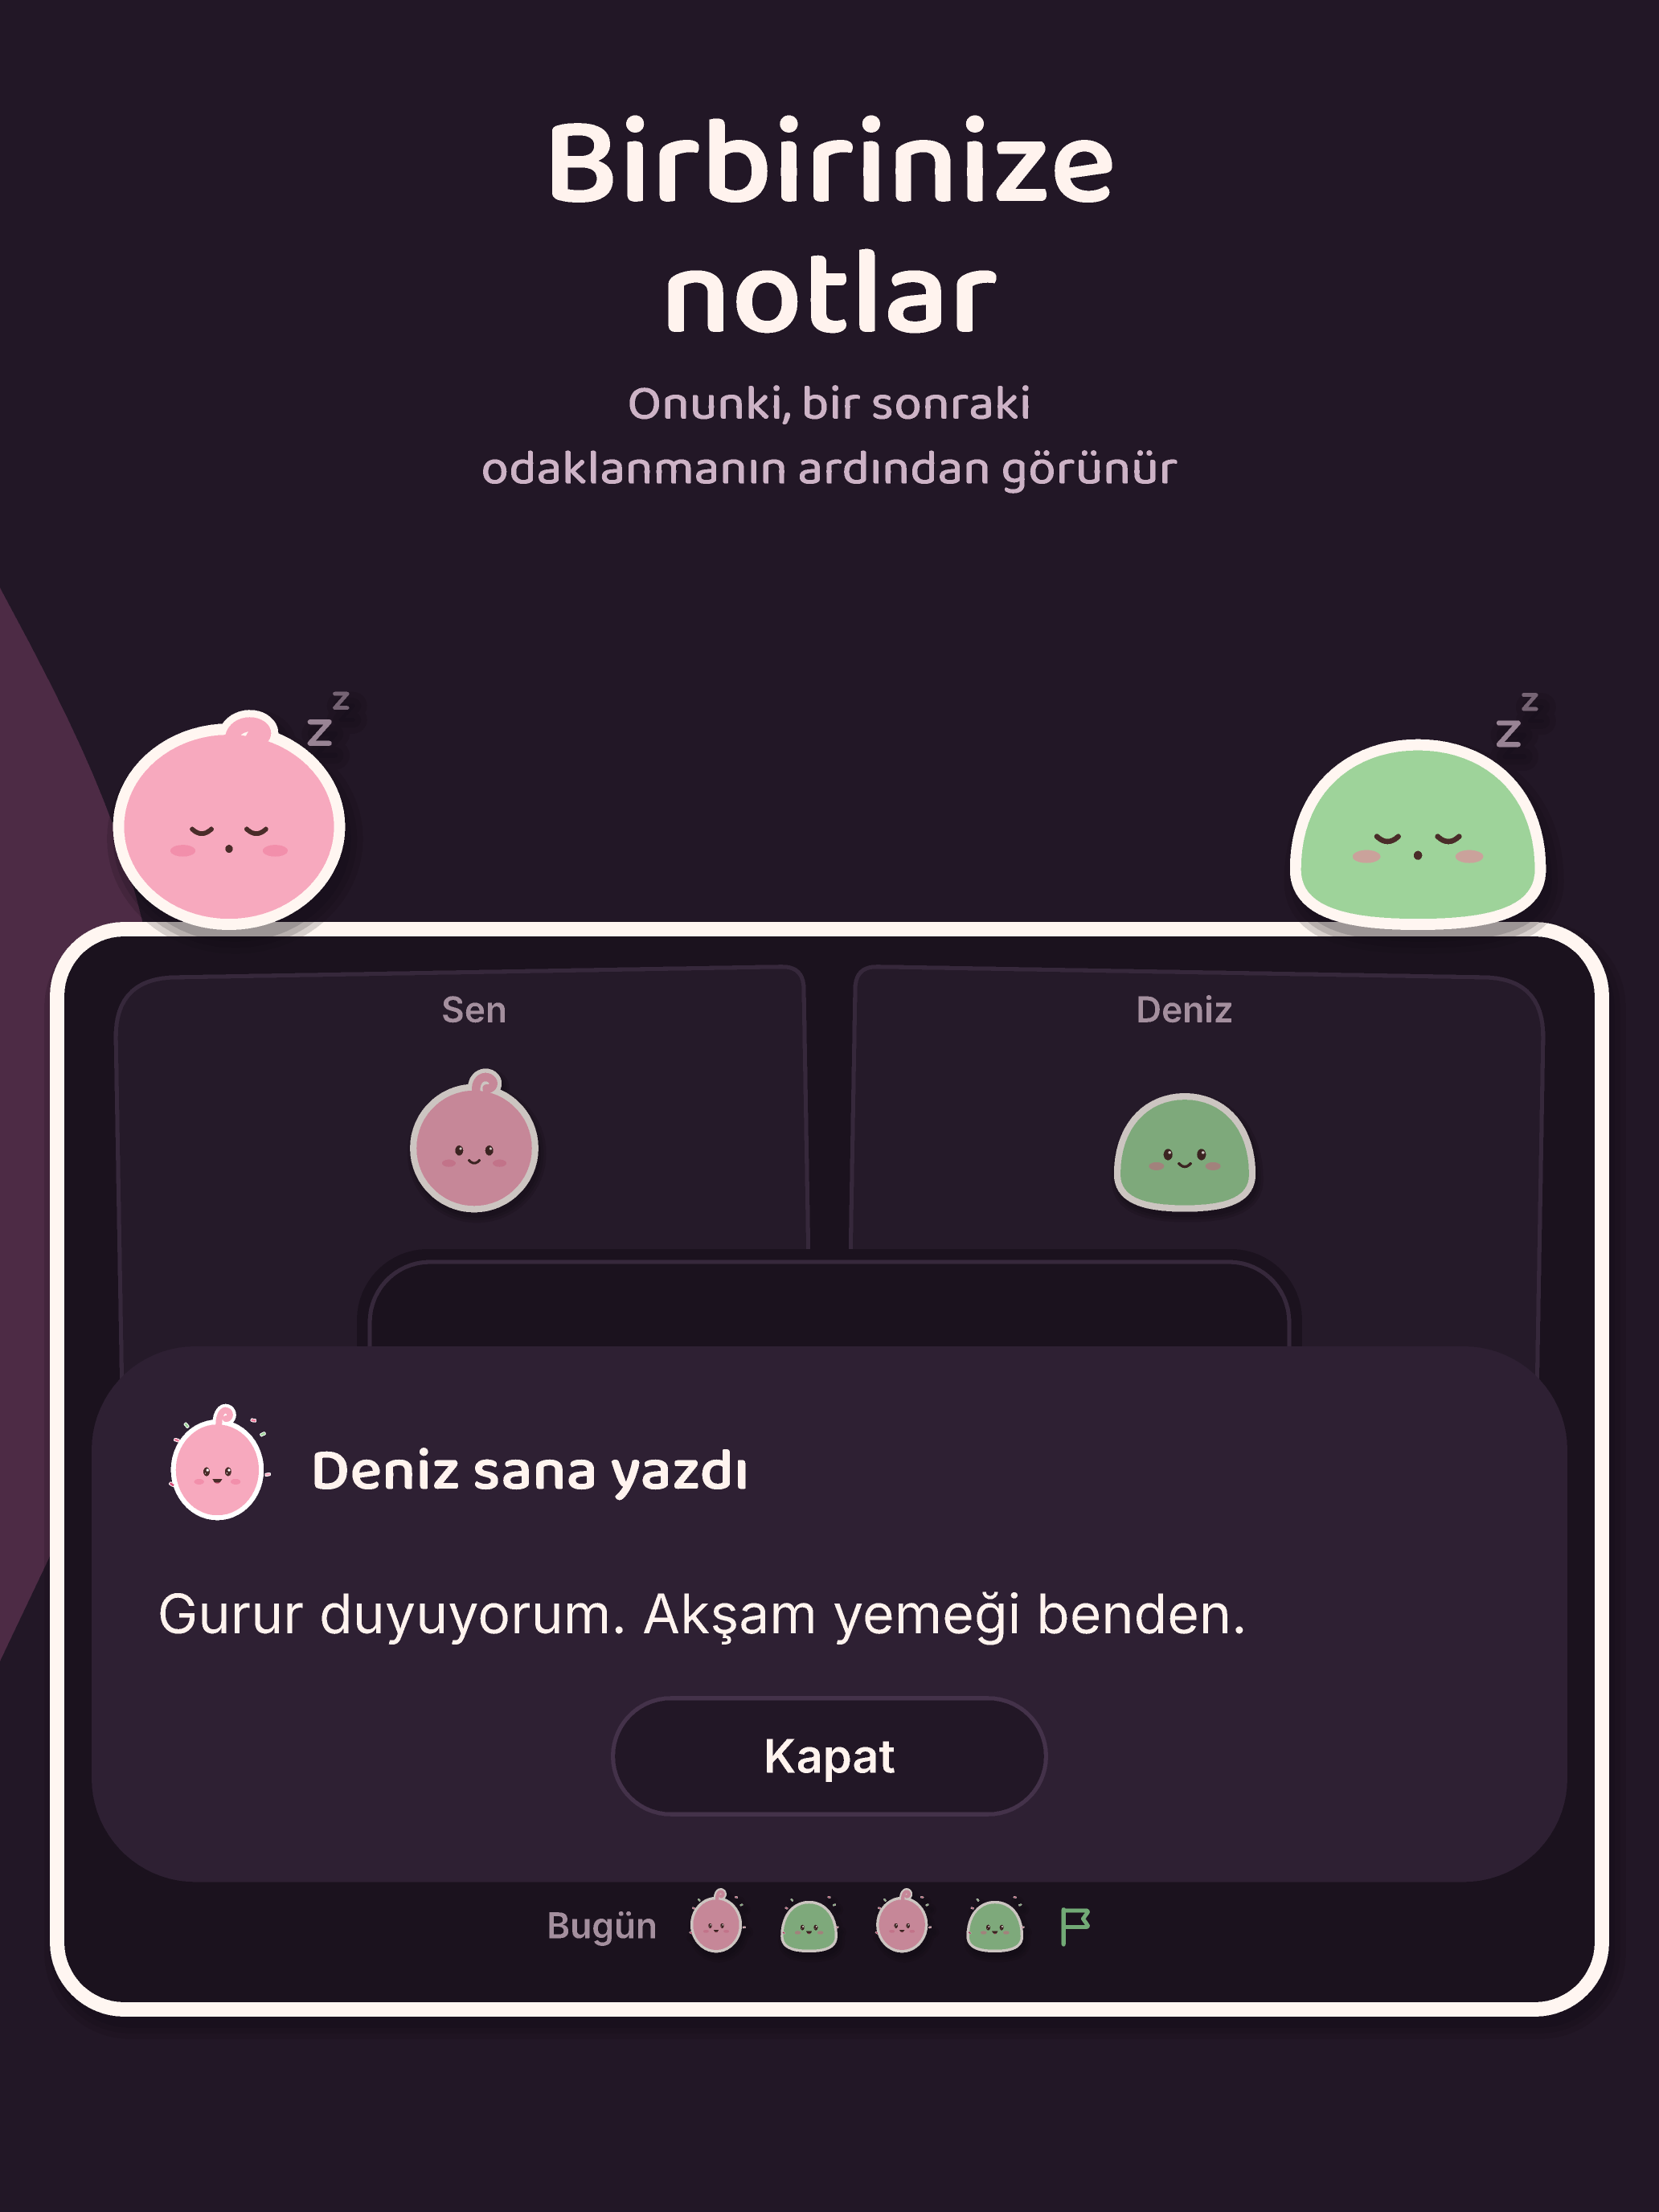 Birbirinize
notlar
Onunki, bir sonraki
odaklanmanın ardından görünür
z
z
z
z
Sen
Deniz
Deniz sana yazdı
Gurur duyuyorum. Akşam yemeği benden.
Kapat
Bugün